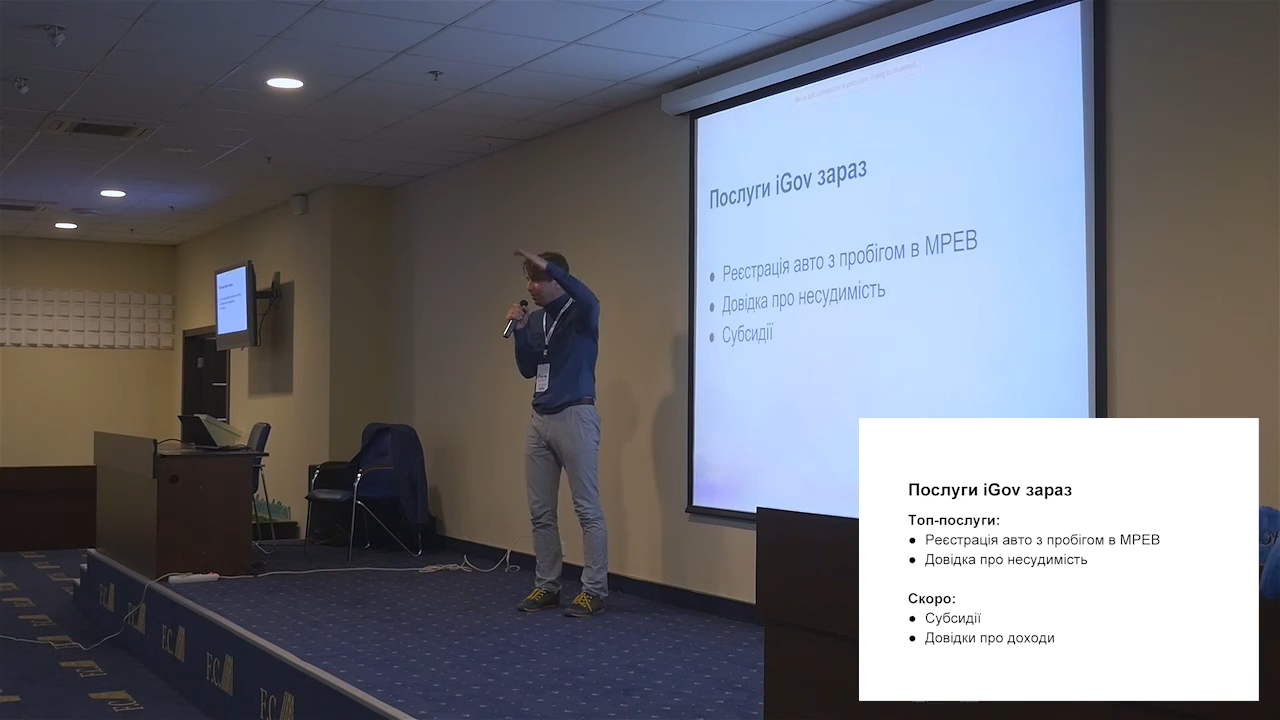 Послуги iGov зараз
● Реєстрація авто з пробігом в МРЕВ
● Довідка про несудимість
● Субсидії
Послуги iGov зараз
Топ-послуги:
● Реєстрація авто з пробігом в МРЕВ
● Довідка про несудимість
Скоро:
● Субсидії
● Довідки про доходи
F.C.
F.C.
F.C.